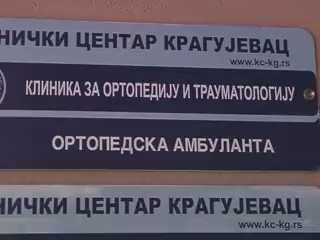 НИЧКИ ЦЕНТАР КРАГУЈЕВАЦ
www.kc-kg.rs
КЛИНИКА ЗА ОРТОПЕДИЈУ И ТРАУМАТОЛОГИЈУ
ОРТОПЕДСКА АМБУЛАНТА
НИЧКИ ЦЕНТАР КРАГУЈЕВАЦ
www.kc-kg.rs